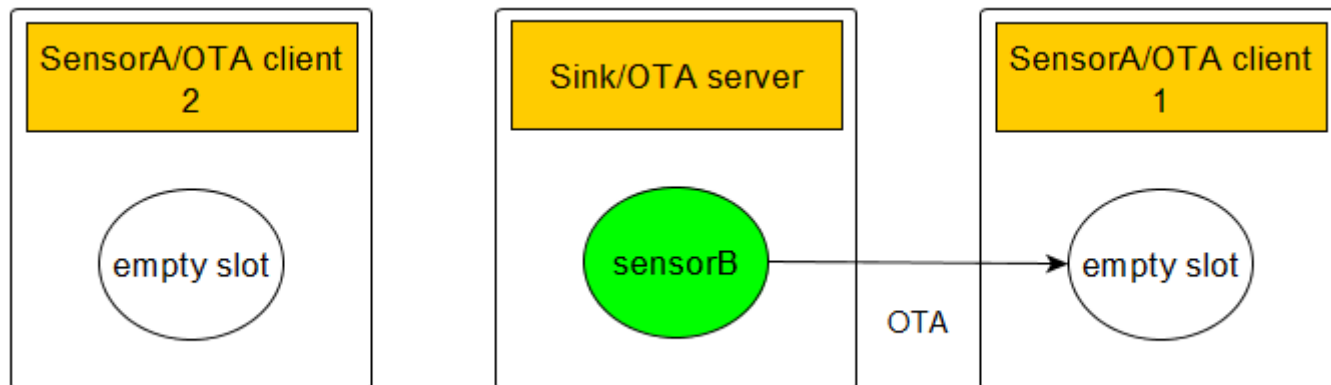 SensorA/OTA client
2
Sink/OTA server
SensorA/OTA client
1
empty slot
sensorB
OTA
empty slot